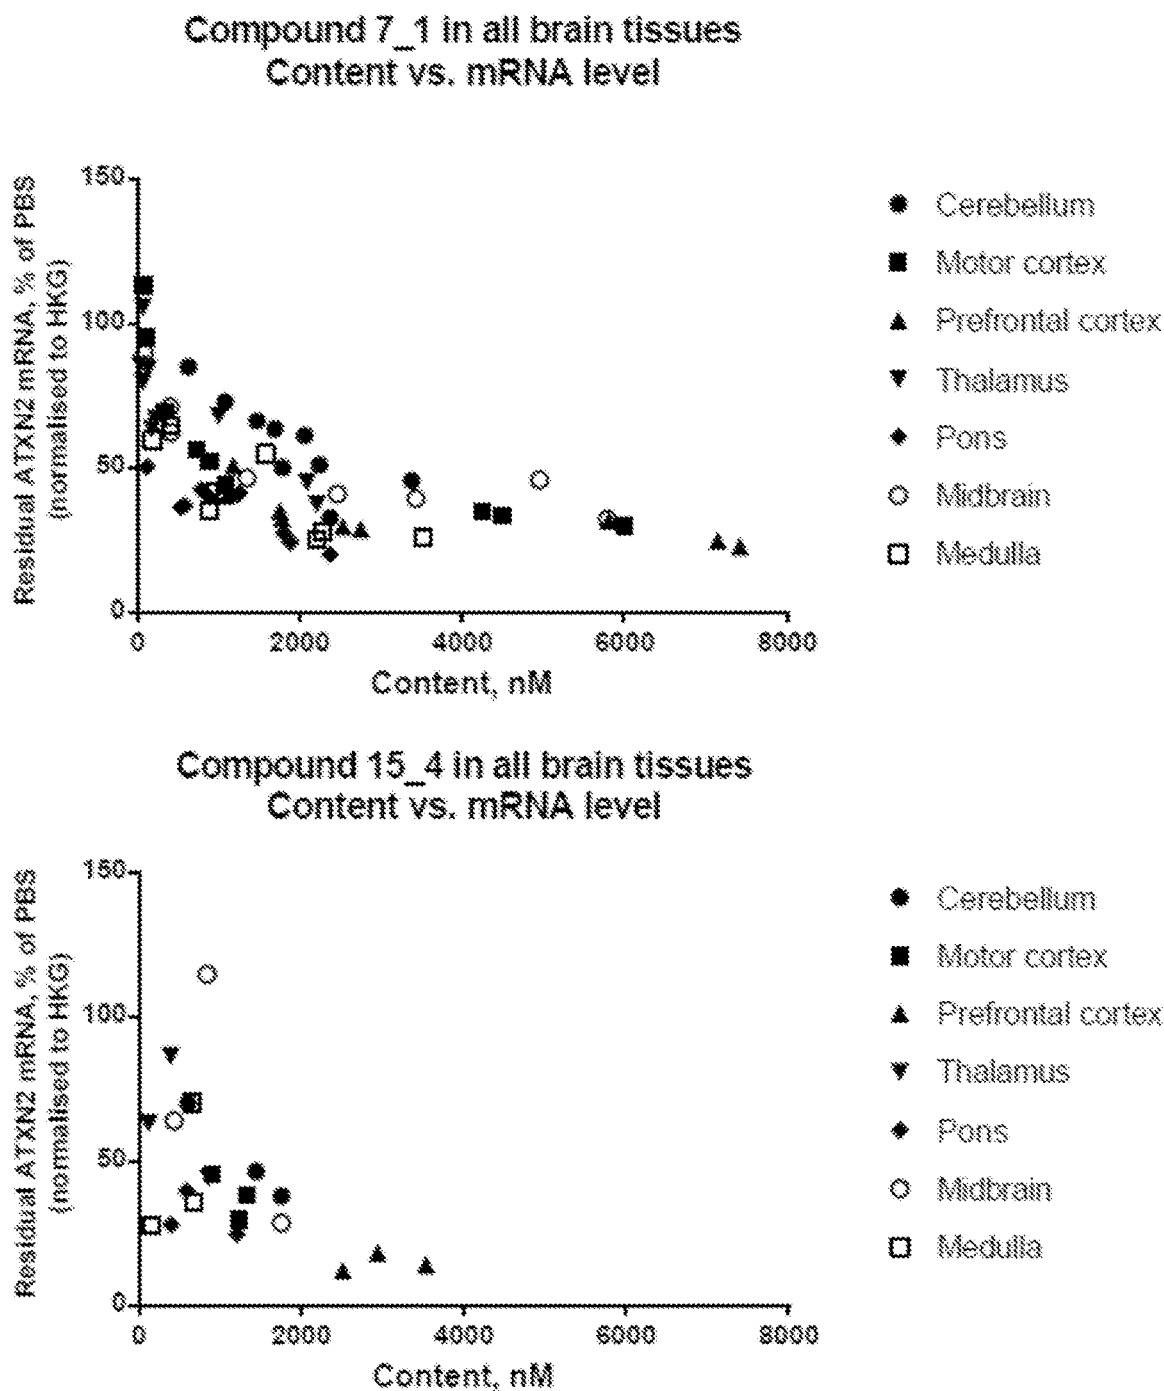 Compound 7_1 in all brain tissues
Content vs. mRNA level
Residual ATXN2 mRNA, % of PBS
(normalised to HKG)
150
100
50
0
0 2000 4000 6000 8000
Content, nM
Cerebellum
Motor cortex
Prefrontal cortex
Thalamus
Pons
Midbrain
Medulla
Compound 15_4 in all brain tissues
Content vs. mRNA level
Residual ATXN2 mRNA, % of PBS
(normalised to HKG)
150
100
50
0
0 2000 4000 6000 8000
Content, nM
Cerebellum
Motor cortex
Prefrontal cortex
Thalamus
Pons
Midbrain
Medulla